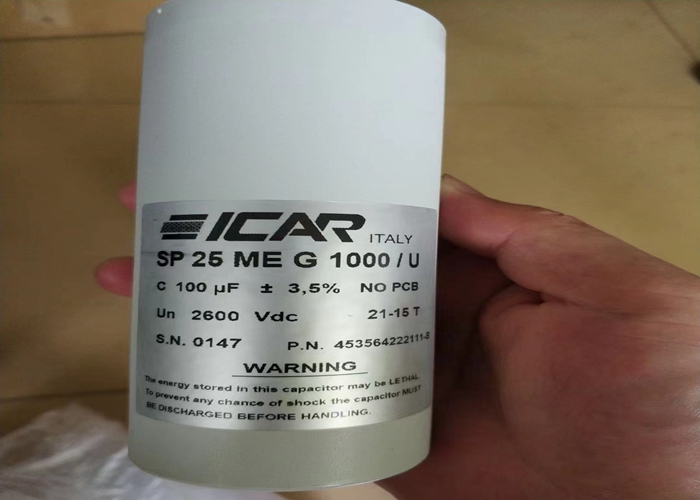 ICAR ITALY
SP 25 ME G 1000 / U
C 100 µF ± 3,5% NO PCB
Un 2600 Vdc 21-15 T
S.N. 0147 P.N. 453564222111-8
WARNING
The energy stored in this capacitor may be LETHAL
To prevent any chance of shock the capacitor MUST
BE DISCHARGED BEFORE HANDLING.